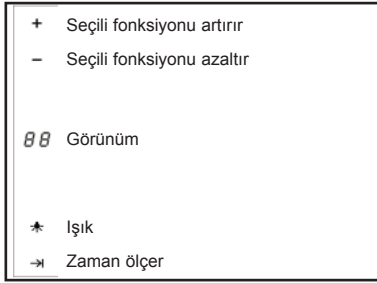 + Seçili fonksiyonu artırır
− Seçili fonksiyonu azaltır
88 Görünüm
Işık
Zaman ölçer